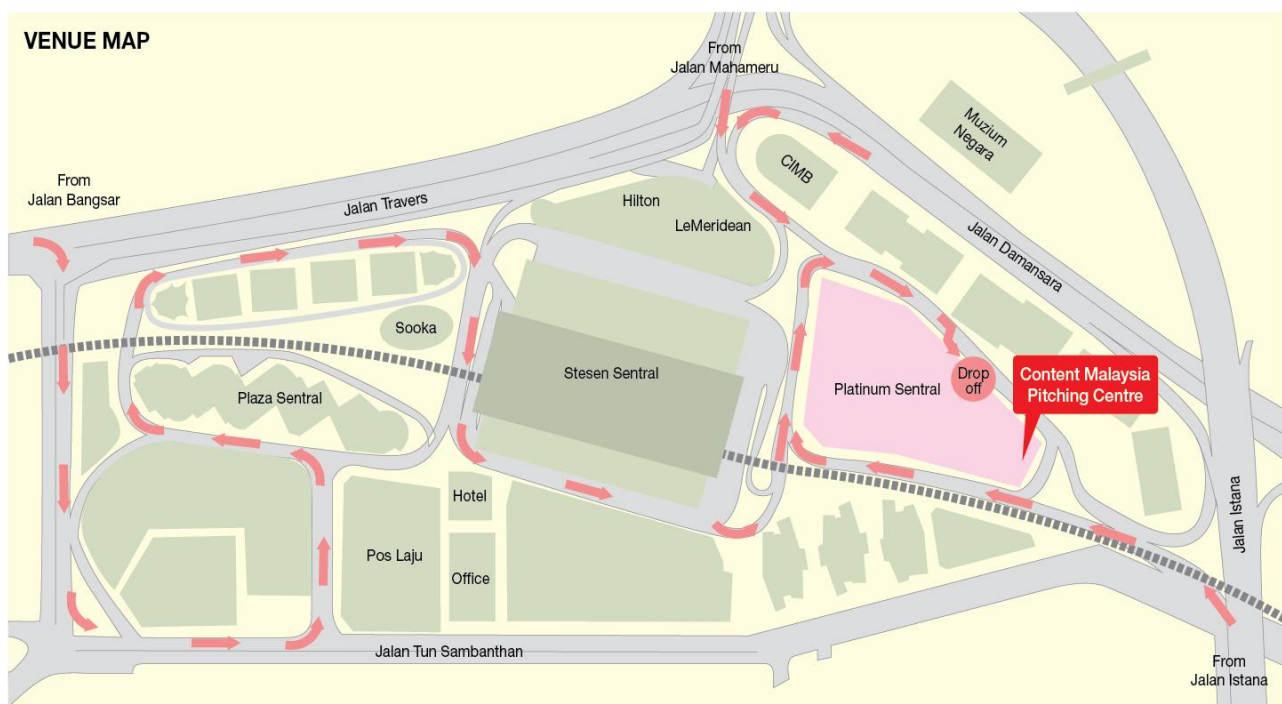 VENUE MAP
From
Jalan Mahameru
Muzium
Negara
CIMB
From
Jalan Bangsar
Jalan Travers
Hilton
LeMeridean
Jalan Damansara
Sooka
Stesen Sentral
Plaza Sentral
Platinum Sentral
Drop
off
Content Malaysia
Pitching Centre
Jalan Istana
Hotel
Pos Laju
Office
Jalan Tun Sambanthan
From
Jalan Istana